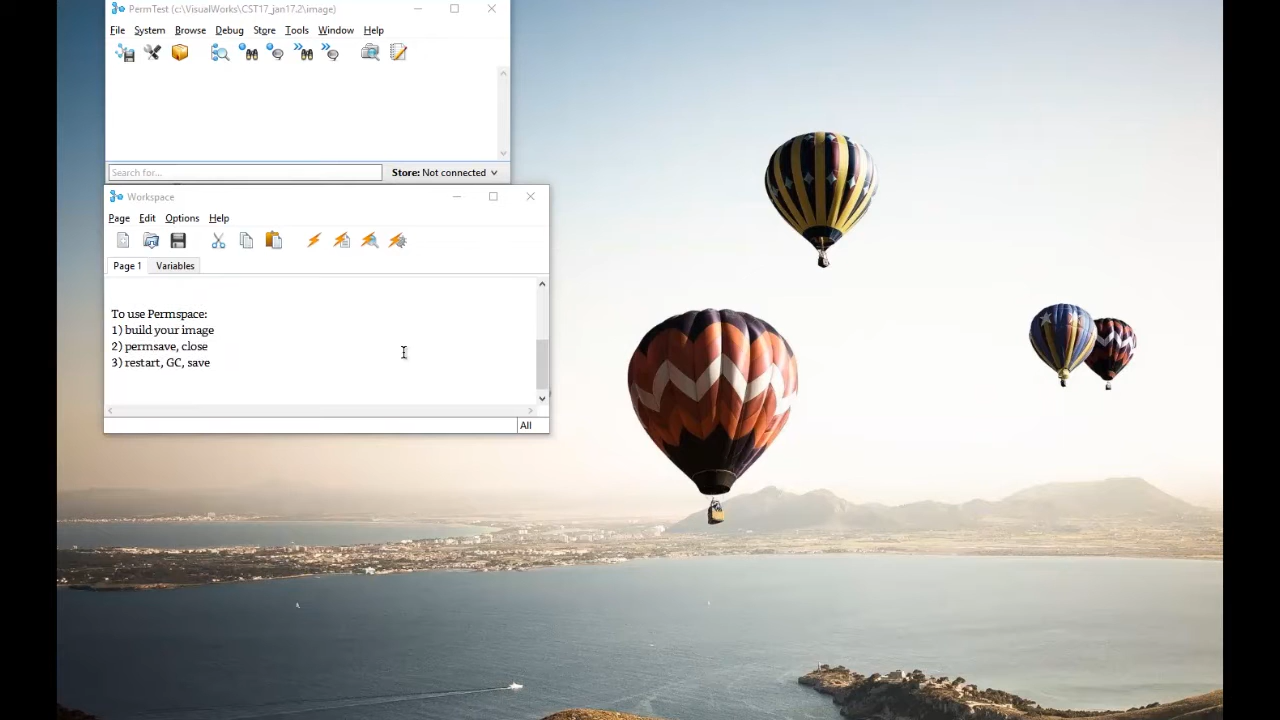 PermTest (c:\VisualWorks\CST17_jan17.2\image)
File System Browse Debug Store Tools Window Help
Search for...
Store: Not connected
Workspace
Page Edit Options Help
Page 1 Variables
To use Permspace:
1) build your image
2) permsave, close
3) restart, GC, save
All